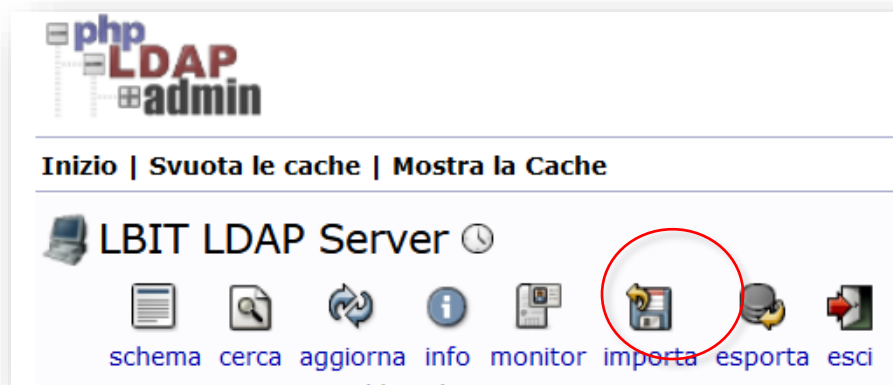 php
LDAP
admin
Inizio | Svuota le cache | Mostra la Cache
LBIT LDAP Server
schema cerca aggiorna info monitor importa esporta esci